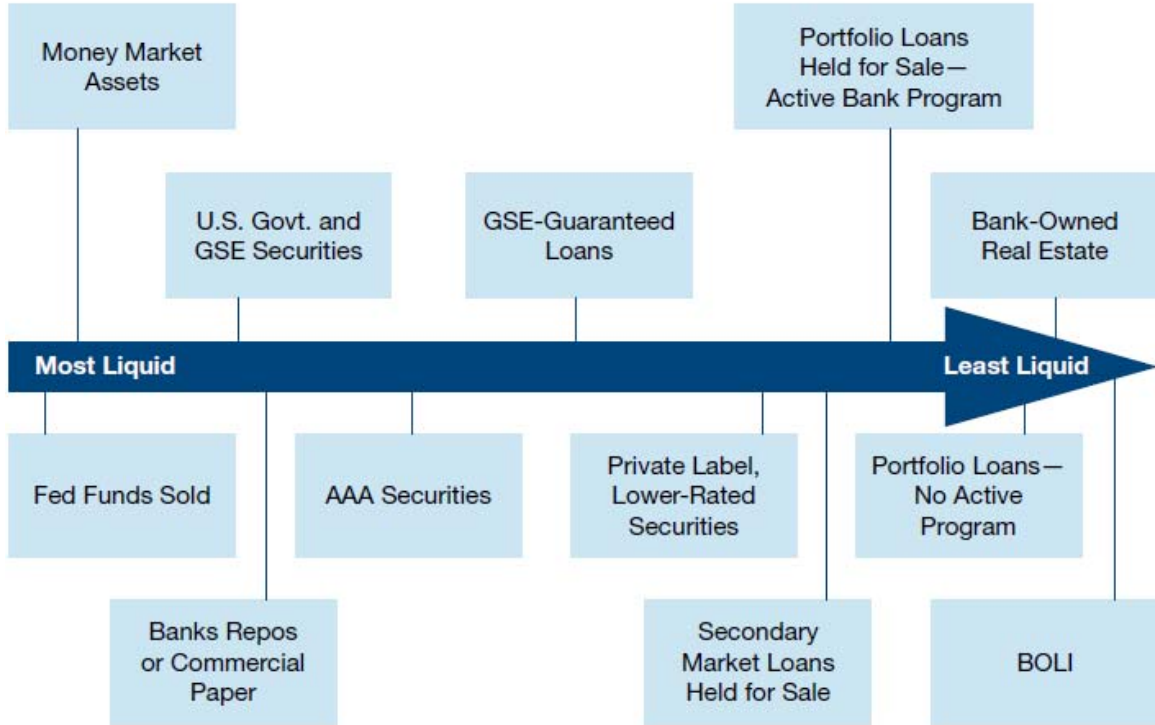 Money Market
Assets
Portfolio Loans
Held for Sale—
Active Bank Program
U.S. Govt. and
GSE Securities
GSE-Guaranteed
Loans
Bank-Owned
Real Estate
Most Liquid
Least Liquid
Fed Funds Sold
AAA Securities
Private Label,
Lower-Rated
Securities
Portfolio Loans—
No Active
Program
Banks Repos
or Commercial
Paper
Secondary
Market Loans
Held for Sale
BOLI